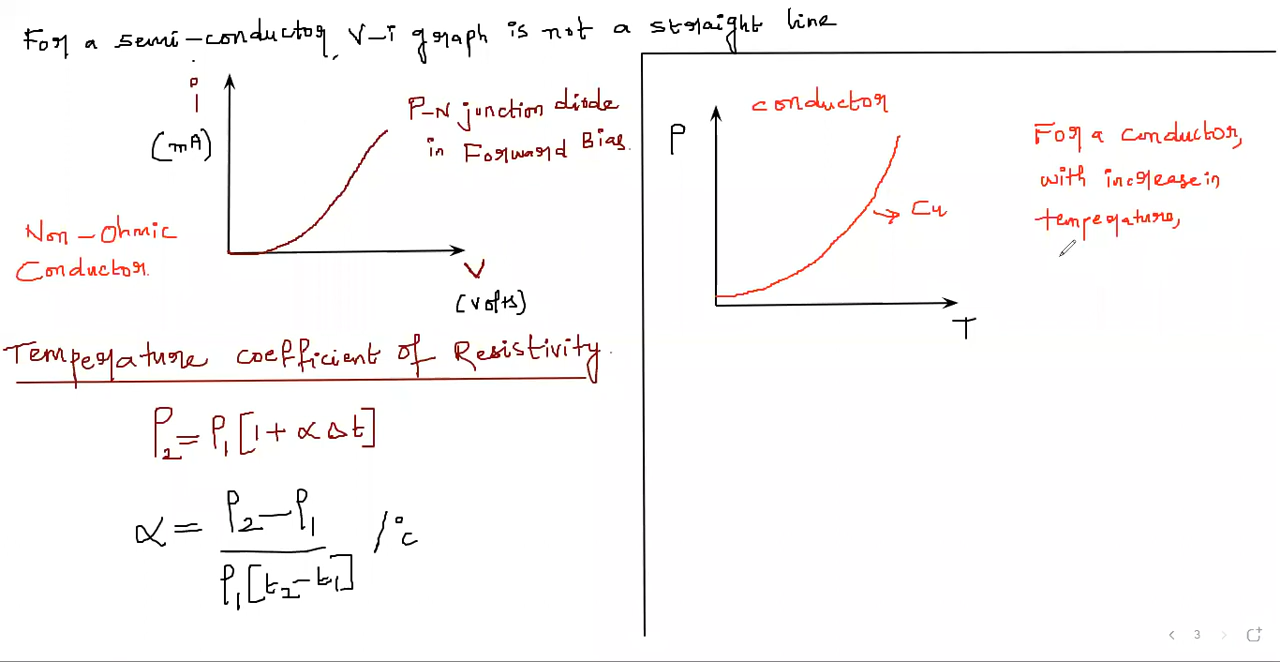 For a semi-conductor, V-i graph is not a straight line
i
(mA)
P-N junction diode
in Forward Bias.
Non-Ohmic
Conductor.
V
(volts)
Temperature coefficient of Resistivity.
ρ₂ = ρ₁ [1 + α Δt]
α = ρ₂ - ρ₁ / ρ₁ [t₂ - t₁] /°c
conductor
ρ
Cu
T
For a conductor,
with increase in
temperature,
3